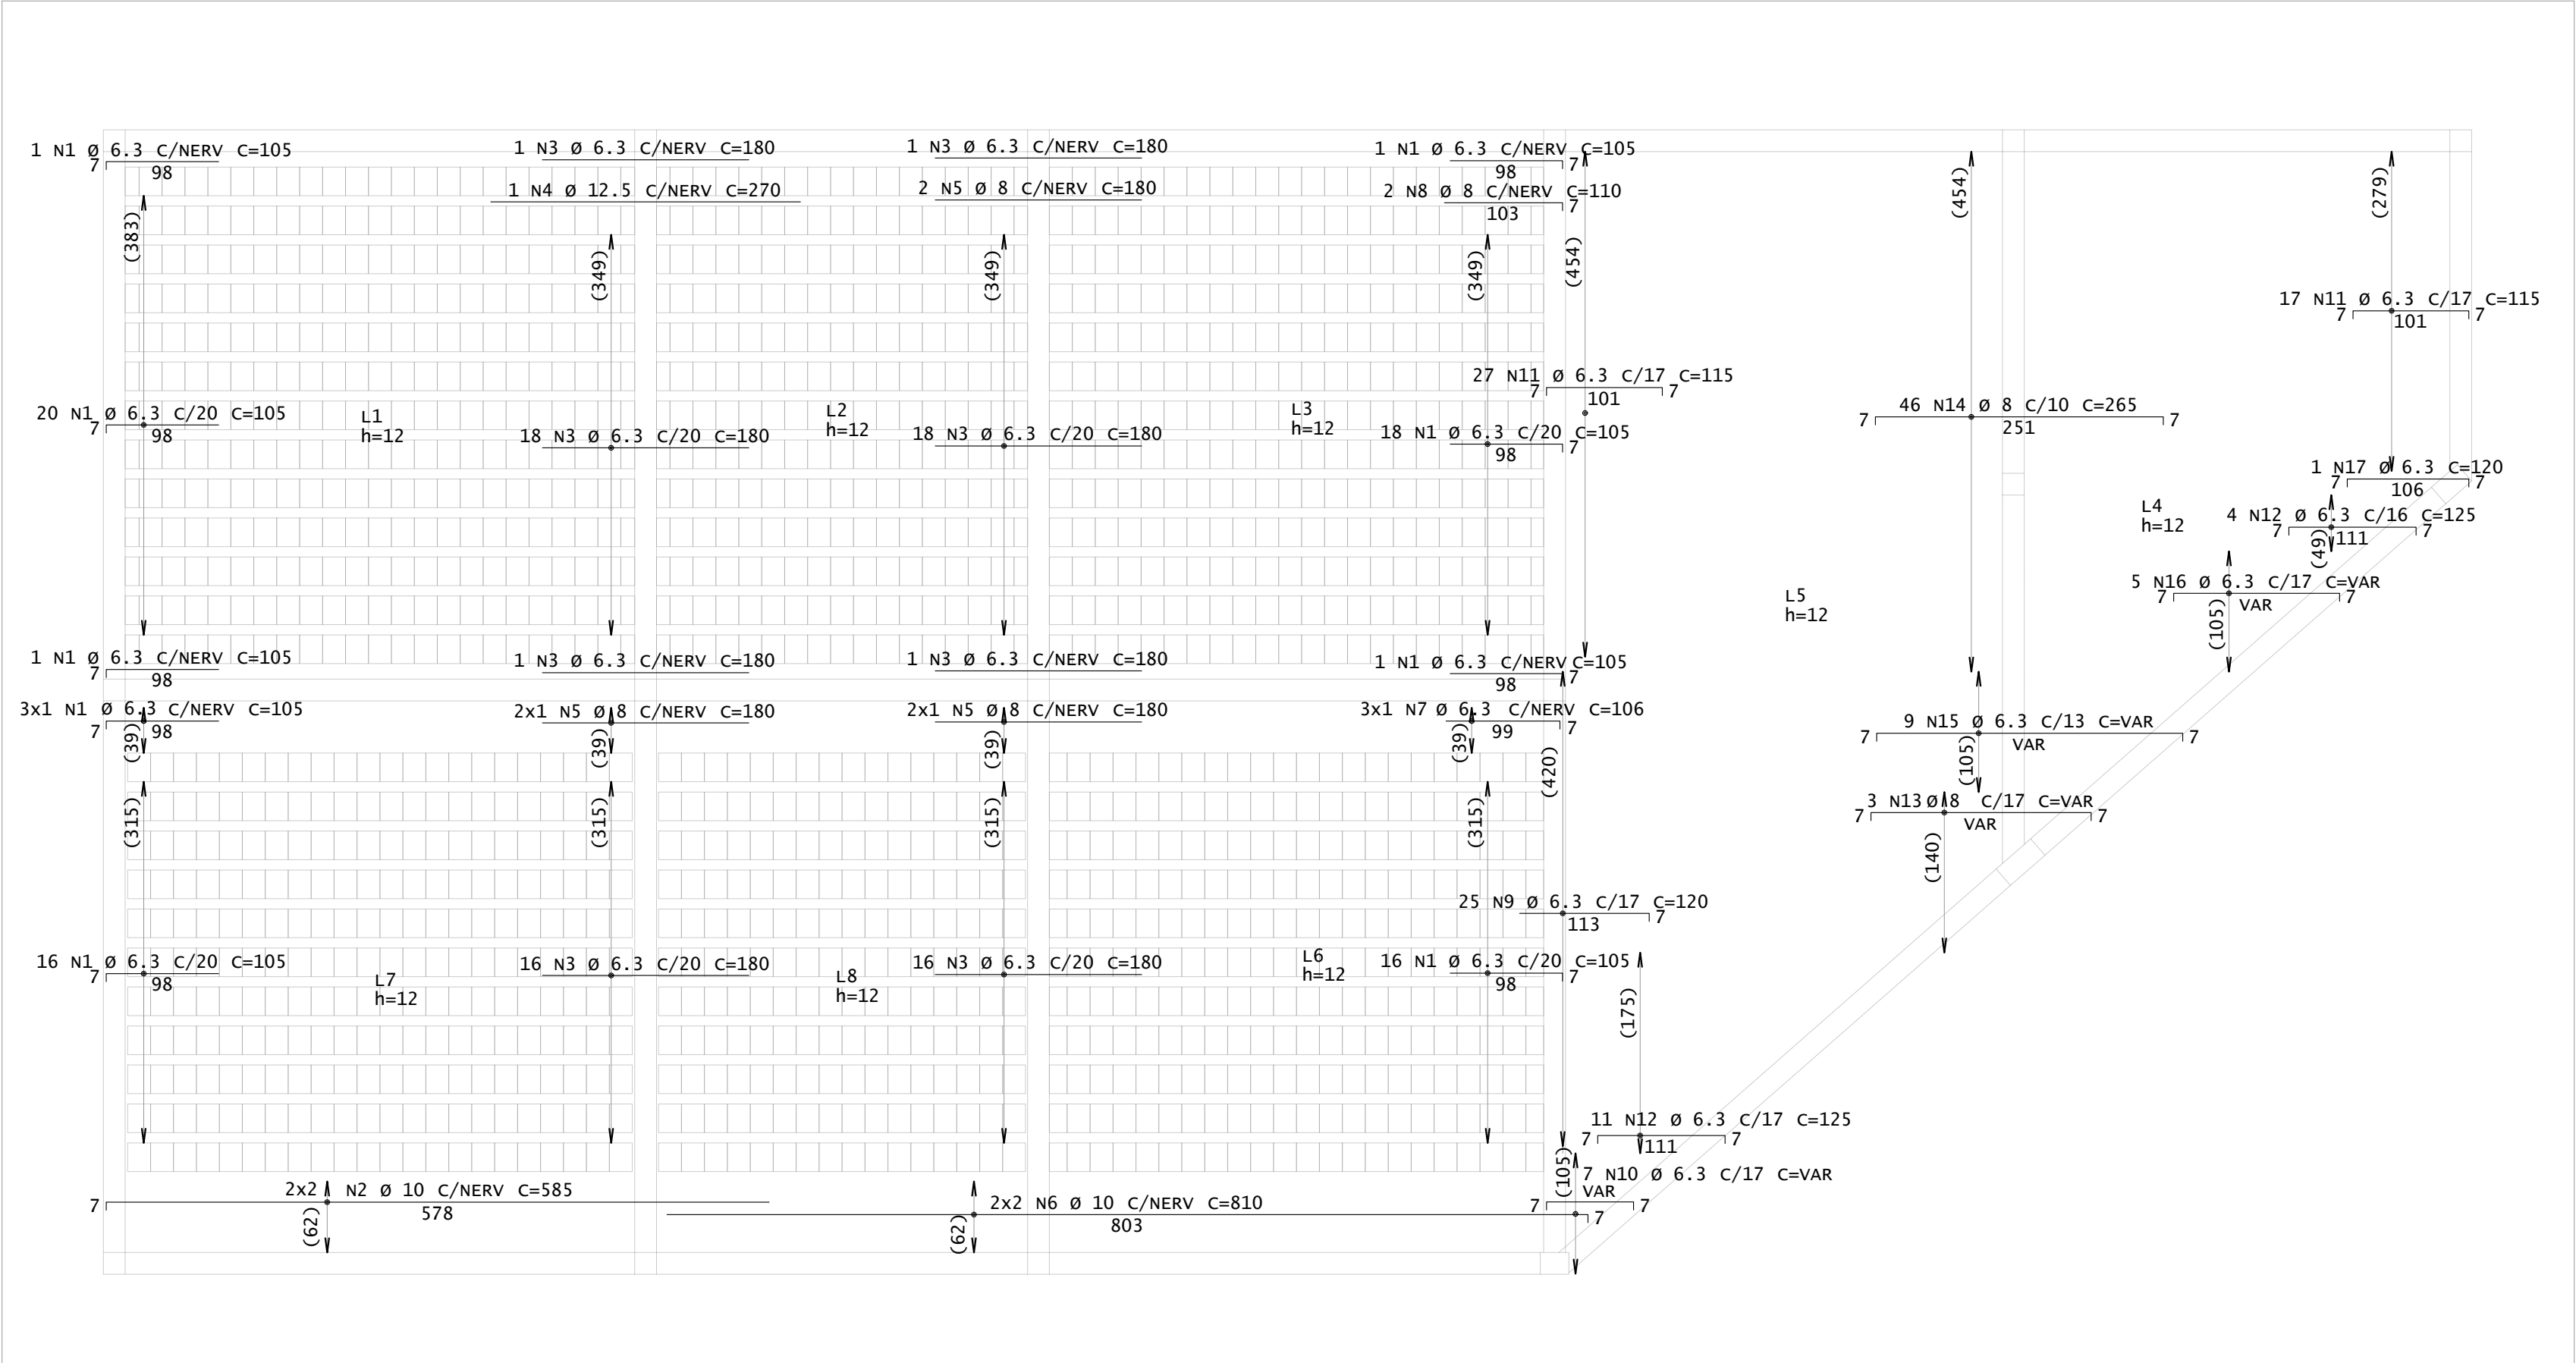 1 N1 Ø 6.3 C/NERV C=105
7
98
1 N3 Ø 6.3 C/NERV C=180
1 N3 Ø 6.3 C/NERV C=180
1 N1 Ø 6.3 C/NERV C=105
7
98
1 N4 Ø 12.5 C/NERV C=270
2 N5 Ø 8 C/NERV C=180
2 N8 Ø 8 C/NERV C=110
7
103
(383)
(349)
(349)
(349)
(454)
(454)
(279)
17 N11 Ø 6.3 C/17 C=115
7
7
101
27 N11 Ø 6.3 C/17 C=115
7
7
101
20 N1 Ø 6.3 C/20 C=105
7
98
L1
h=12
18 N3 Ø 6.3 C/20 C=180
L2
h=12
18 N3 Ø 6.3 C/20 C=180
L3
h=12
18 N1 Ø 6.3 C/20 C=105
7
98
46 N14 Ø 8 C/10 C=265
7
7
251
1 N17 Ø 6.3 C=120
7
7
106
L4
h=12
4 N12 Ø 6.3 C/16 C=125
7
7
111
(49)
5 N16 Ø 6.3 C/17 C=VAR
7
7
VAR
(105)
L5
h=12
1 N1 Ø 6.3 C/NERV C=105
7
98
1 N3 Ø 6.3 C/NERV C=180
1 N3 Ø 6.3 C/NERV C=180
1 N1 Ø 6.3 C/NERV C=105
7
98
3x1 N1 Ø 6.3 C/NERV C=105
7
98
(39)
2x1 N5 Ø 8 C/NERV C=180
(39)
2x1 N5 Ø 8 C/NERV C=180
(39)
3x1 N7 Ø 6.3 C/NERV C=106
7
99
(39)
(420)
9 N15 Ø 6.3 C/13 C=VAR
7
7
VAR
(105)
3 N13 Ø 8 C/17 C=VAR
7
7
VAR
(140)
(315)
(315)
(315)
(315)
25 N9 Ø 6.3 C/17 C=120
7
113
16 N1 Ø 6.3 C/20 C=105
7
98
L7
h=12
16 N3 Ø 6.3 C/20 C=180
L8
h=12
16 N3 Ø 6.3 C/20 C=180
L6
h=12
16 N1 Ø 6.3 C/20 C=105
7
98
(175)
11 N12 Ø 6.3 C/17 C=125
7
7
111
(105)
7 N10 Ø 6.3 C/17 C=VAR
VAR
7
7
2x2 N2 Ø 10 C/NERV C=585
7
578
(62)
2x2 N6 Ø 10 C/NERV C=810
7
803
(62)